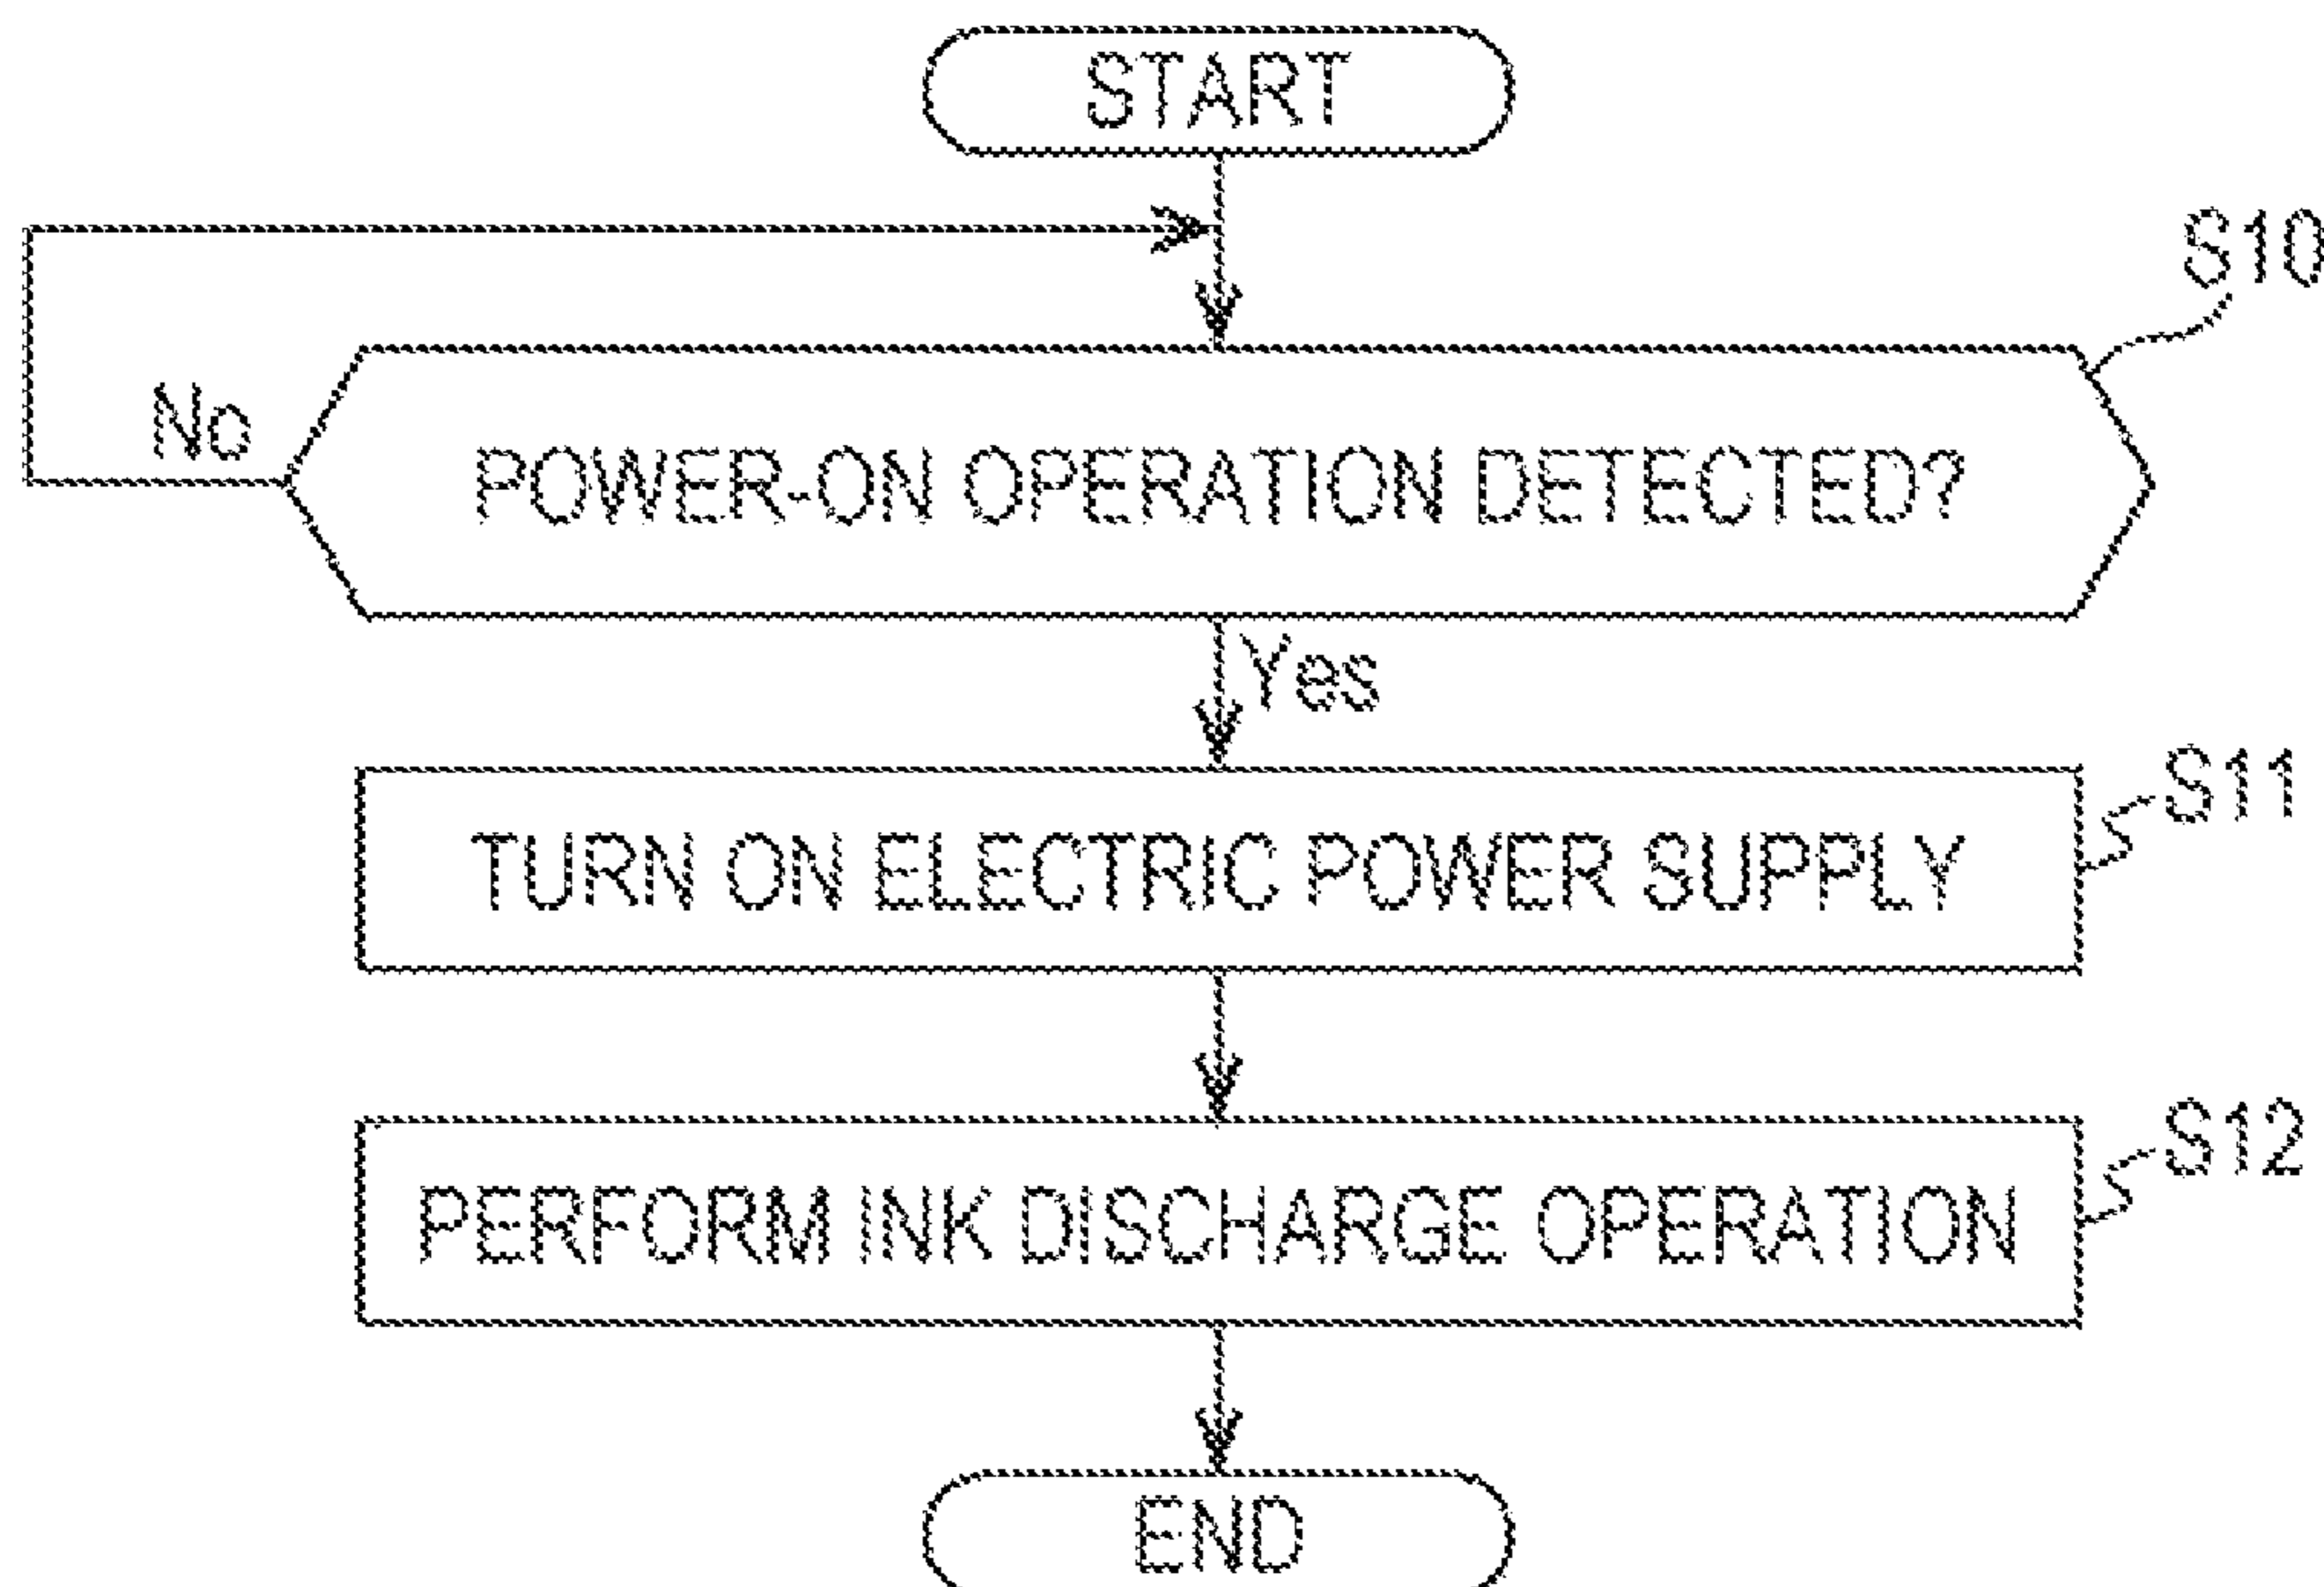 START
S10
No
POWER-ON OPERATION DETECTED?
Yes
S11
TURN ON ELECTRIC POWER SUPPLY
S12
PERFORM INK DISCHARGE OPERATION
END